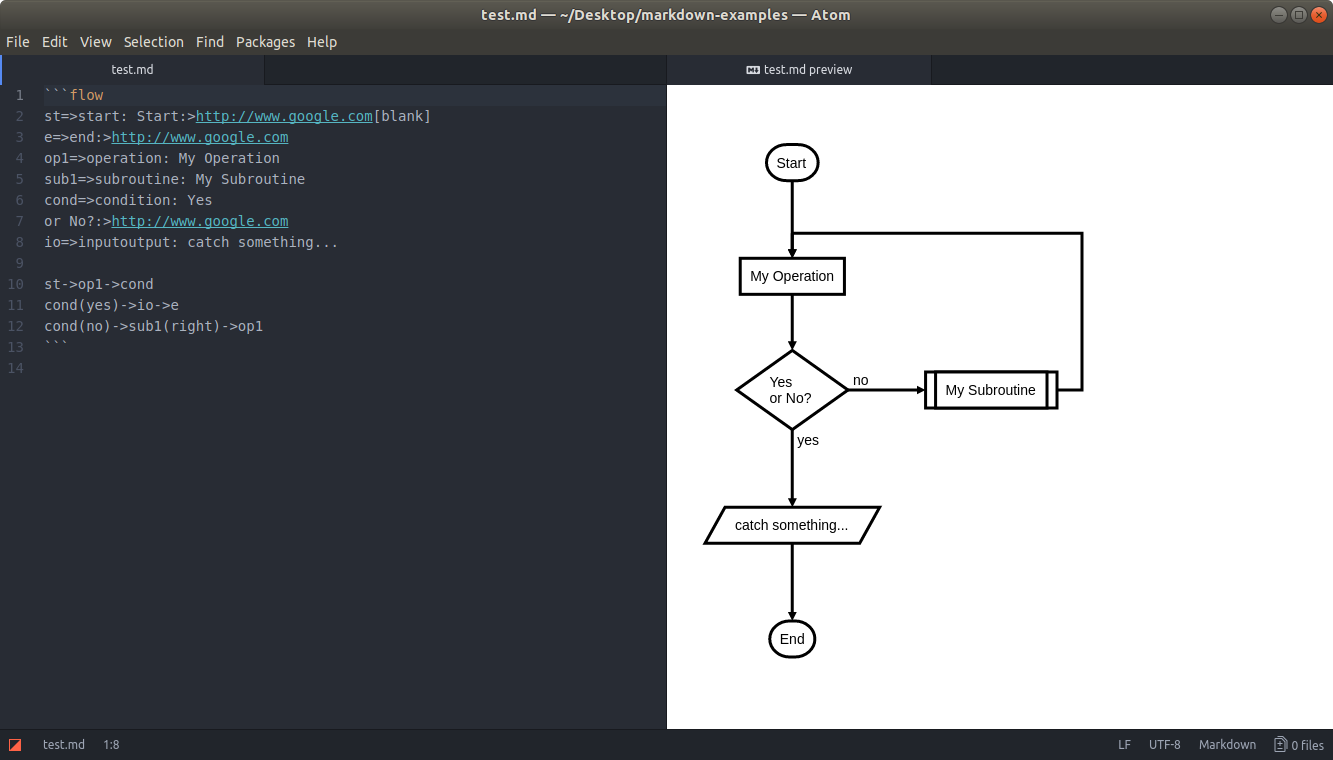 test.md — ~/Desktop/markdown-examples — Atom
File Edit View Selection Find Packages Help
test.md
test.md preview
1 ```flow
2 st=>start: Start:>http://www.google.com[blank]
3 e=>end:>http://www.google.com
4 op1=>operation: My Operation
5 sub1=>subroutine: My Subroutine
6 cond=>condition: Yes
7 or No?:>http://www.google.com
8 io=>inputoutput: catch something...
9
10 st->op1->cond
11 cond(yes)->io->e
12 cond(no)->sub1(right)->op1
13 ```
14
Start
My Operation
Yes
or No?
no
My Subroutine
yes
catch something...
End
test.md 1:8
LF UTF-8 Markdown 0 files